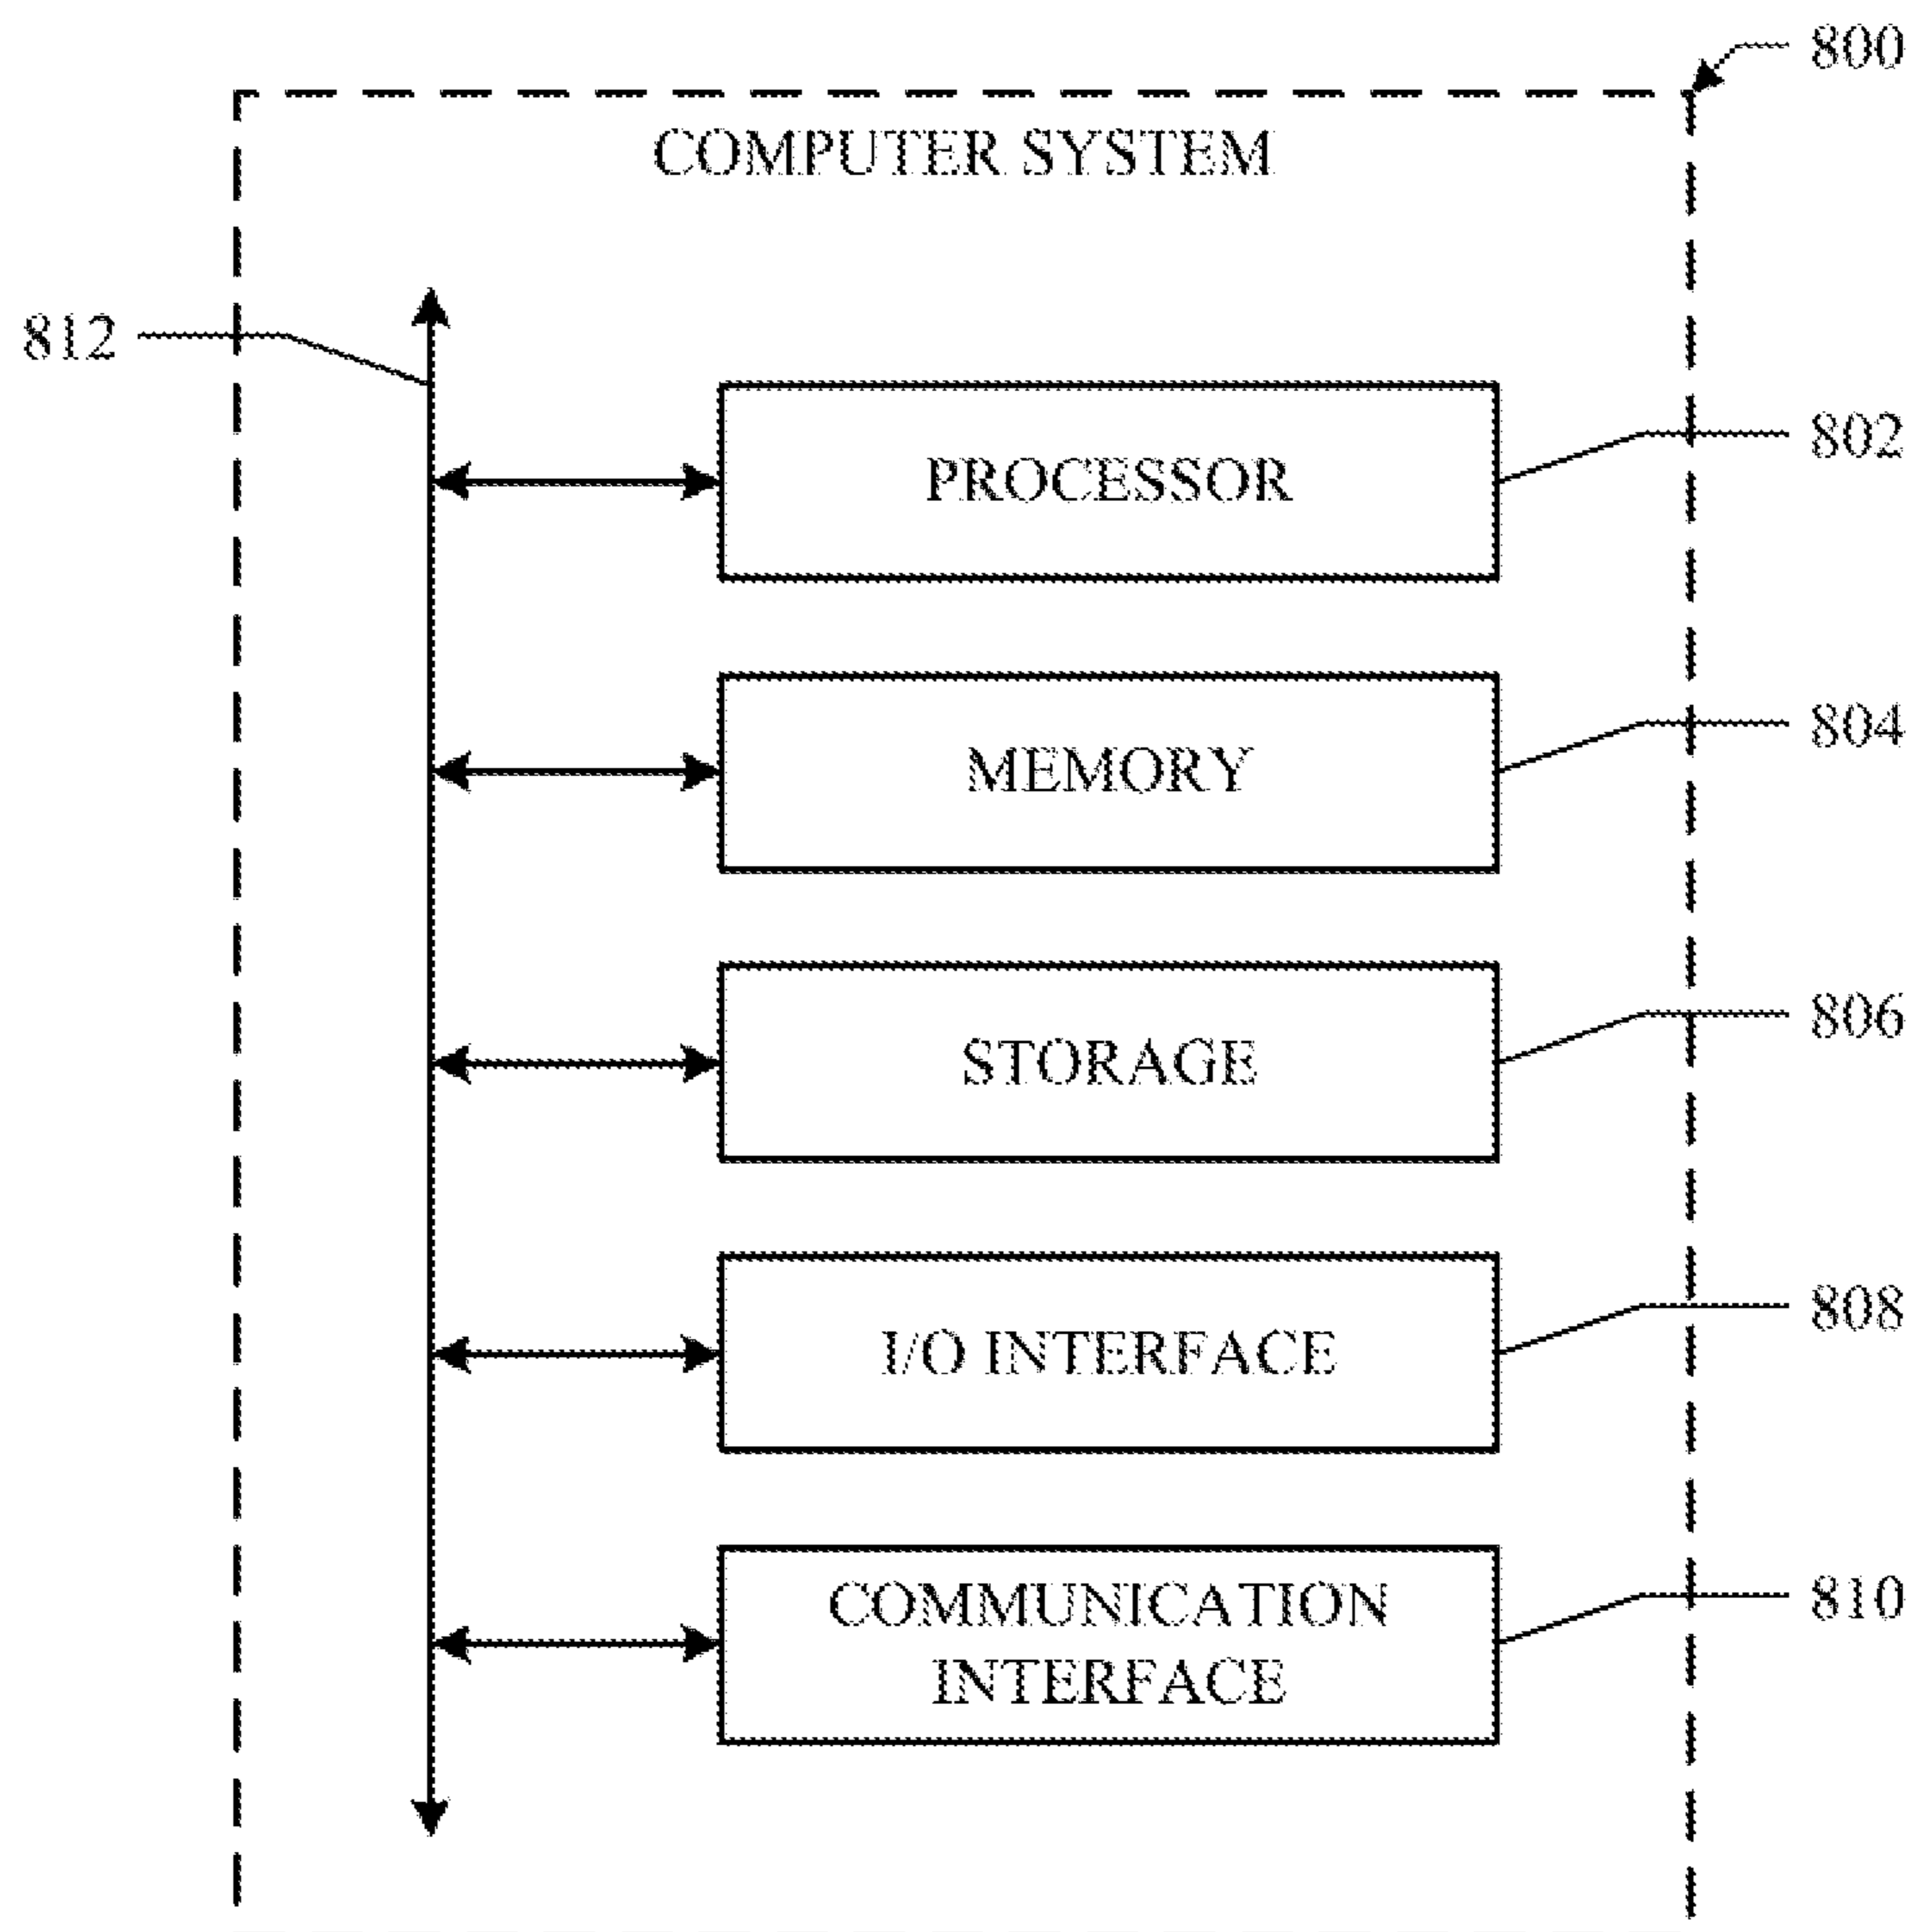 800
COMPUTER SYSTEM
812
PROCESSOR
802
MEMORY
804
STORAGE
806
I/O INTERFACE
808
COMMUNICATION
INTERFACE
810